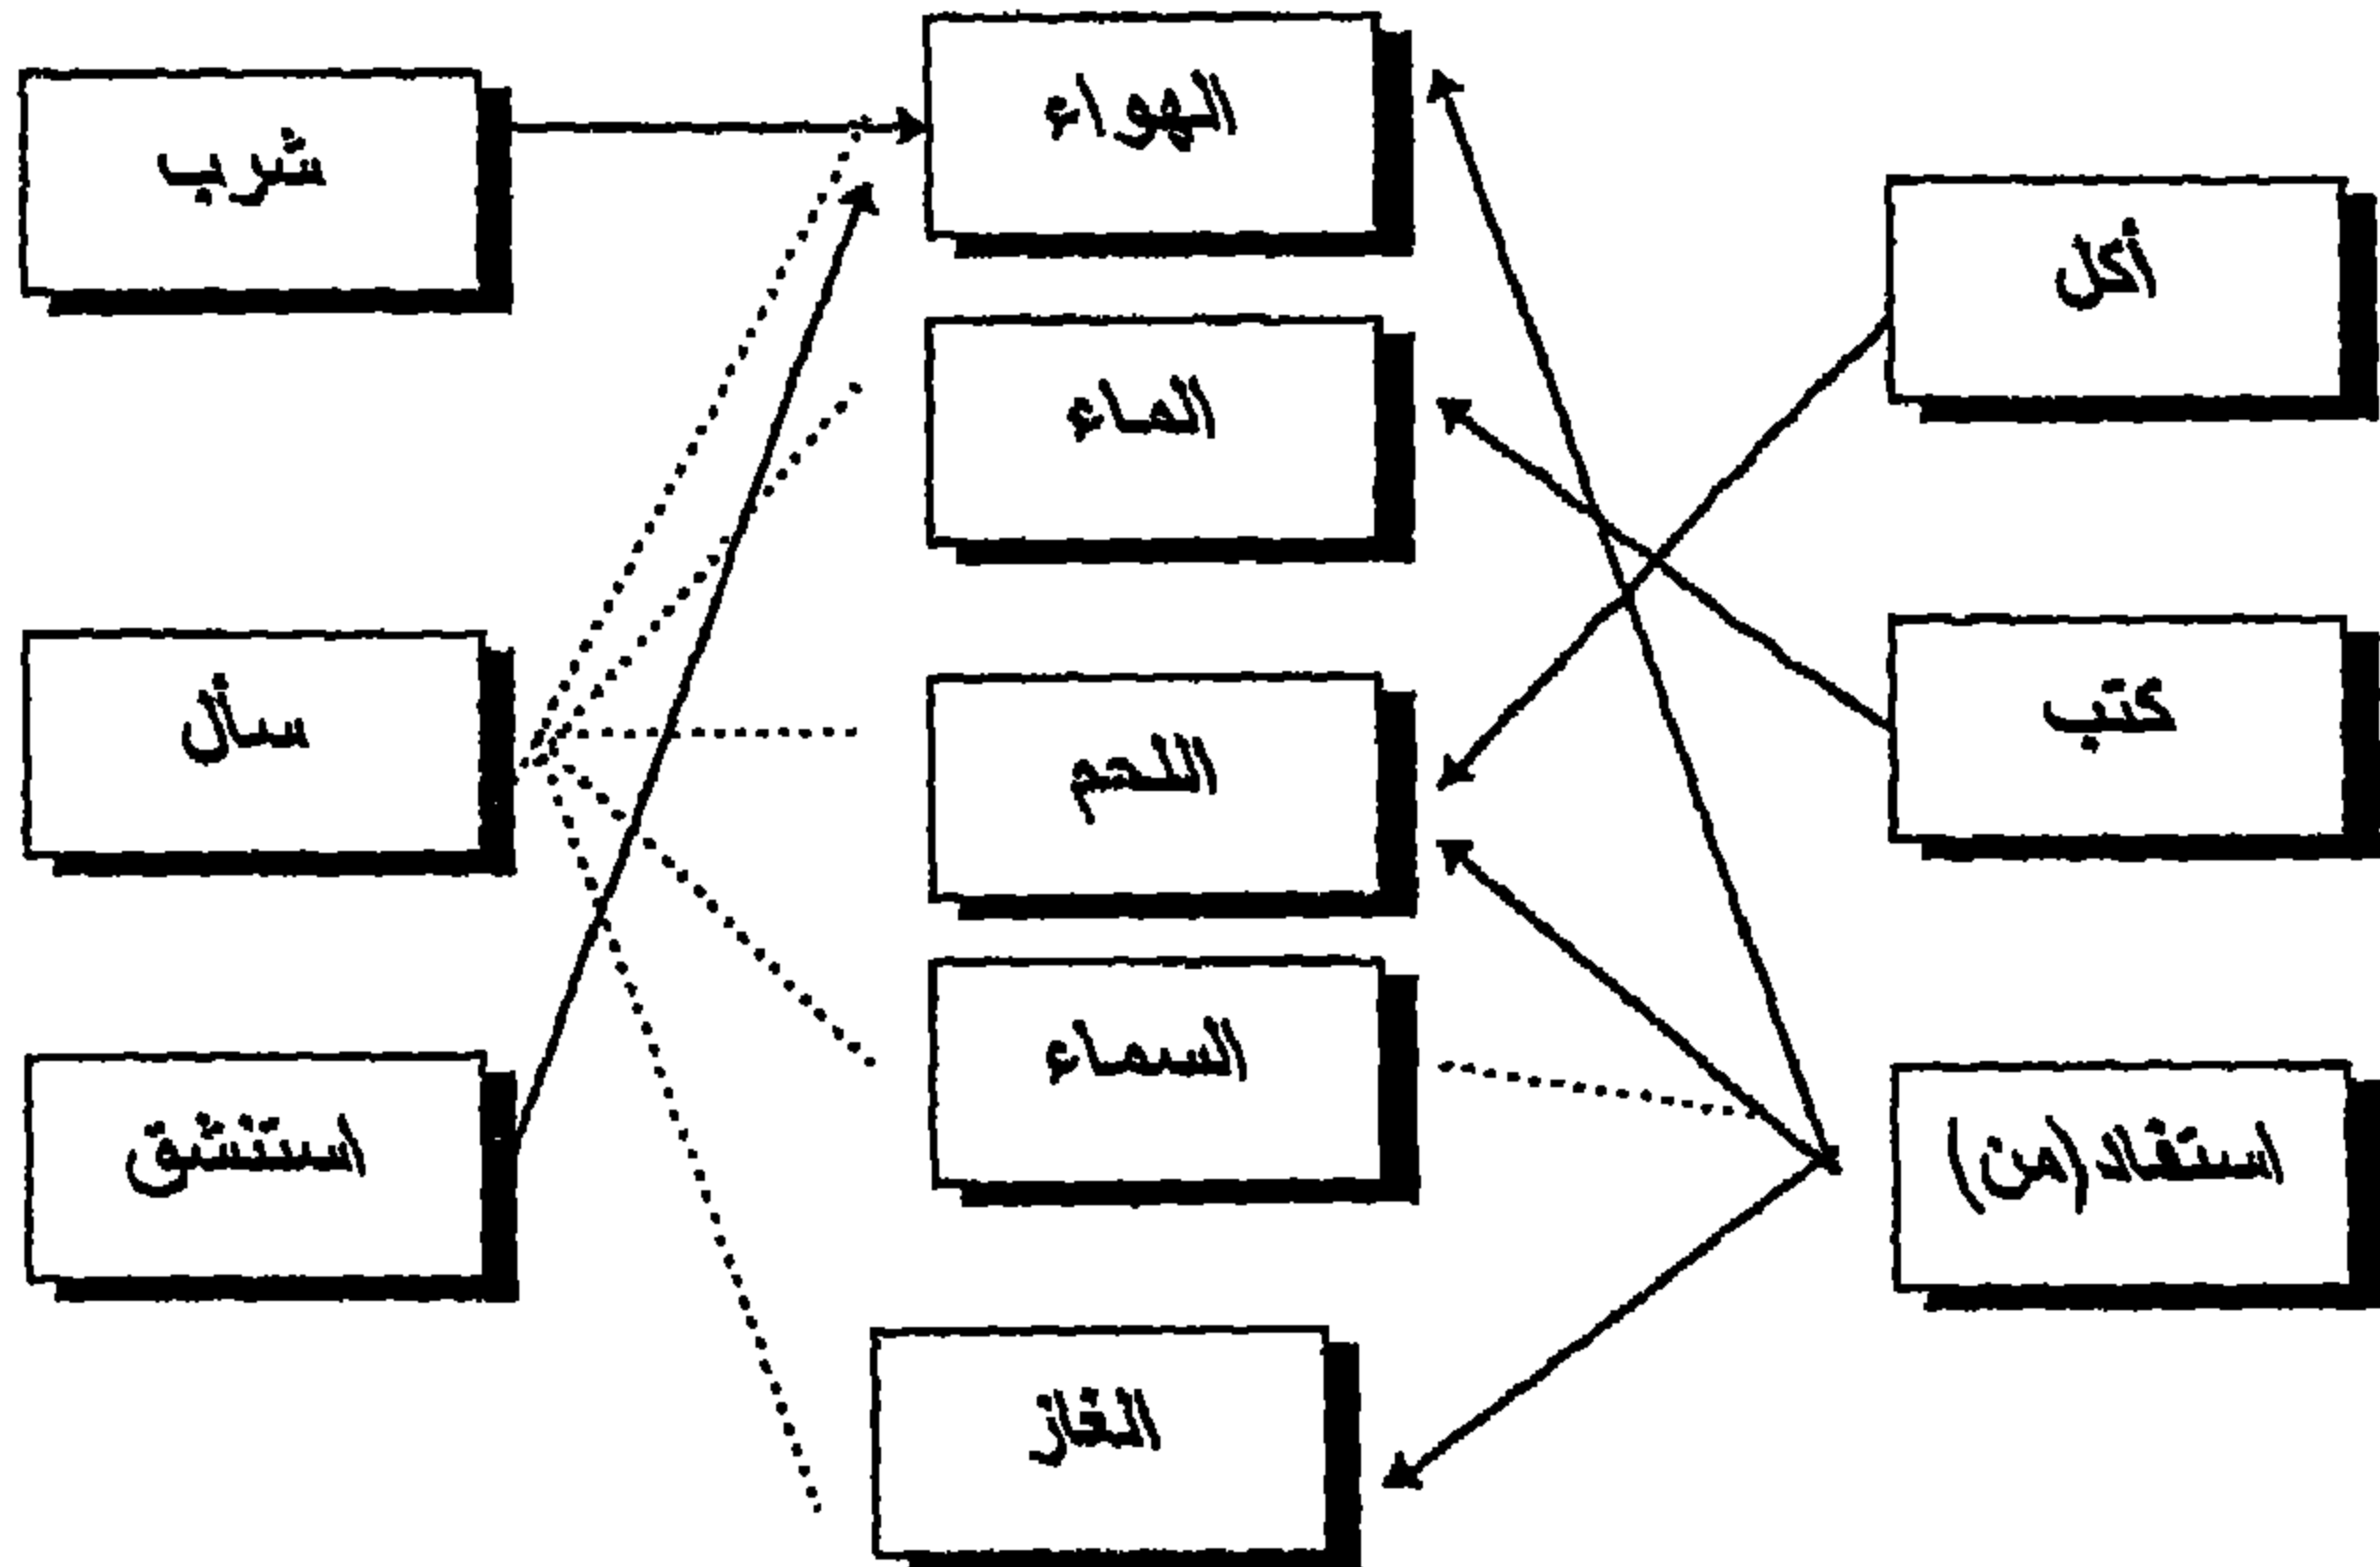 الهواء
شرب
أكل
الماء
كتب
سأل
اللحم
السماء
استفاد (من)
استنشق
الغاز